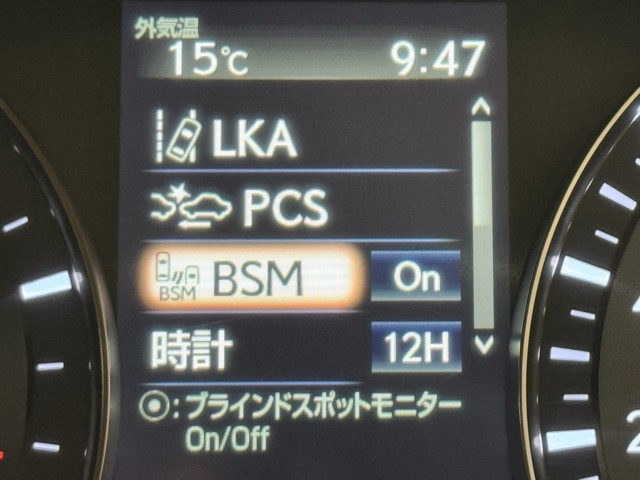 外気温
15℃ 9:47
LKA
PCS
BSM BSM On
時計 12H
⦿:ブラインドスポットモニター
On/Off
2